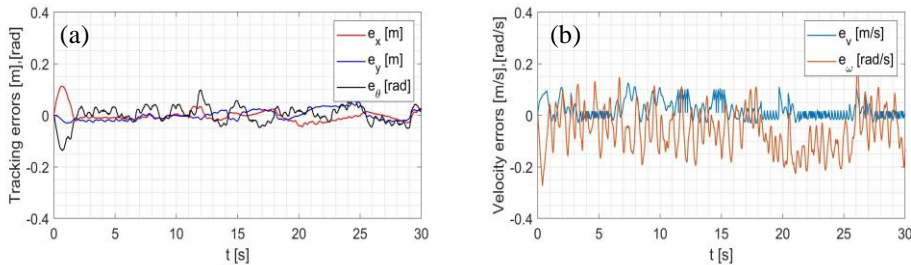 (a)
Tracking errors [m],[rad]
0.4
0.2
0
-0.2
-0.4
0 5 10 15 20 25 30
t [s]
e_x [m]
e_y [m]
e_θ [rad]
(b)
Velocity errors [m/s],[rad/s]
0.4
0.2
0
-0.2
-0.4
0 5 10 15 20 25 30
t [s]
e_v [m/s]
e_ω [rad/s]